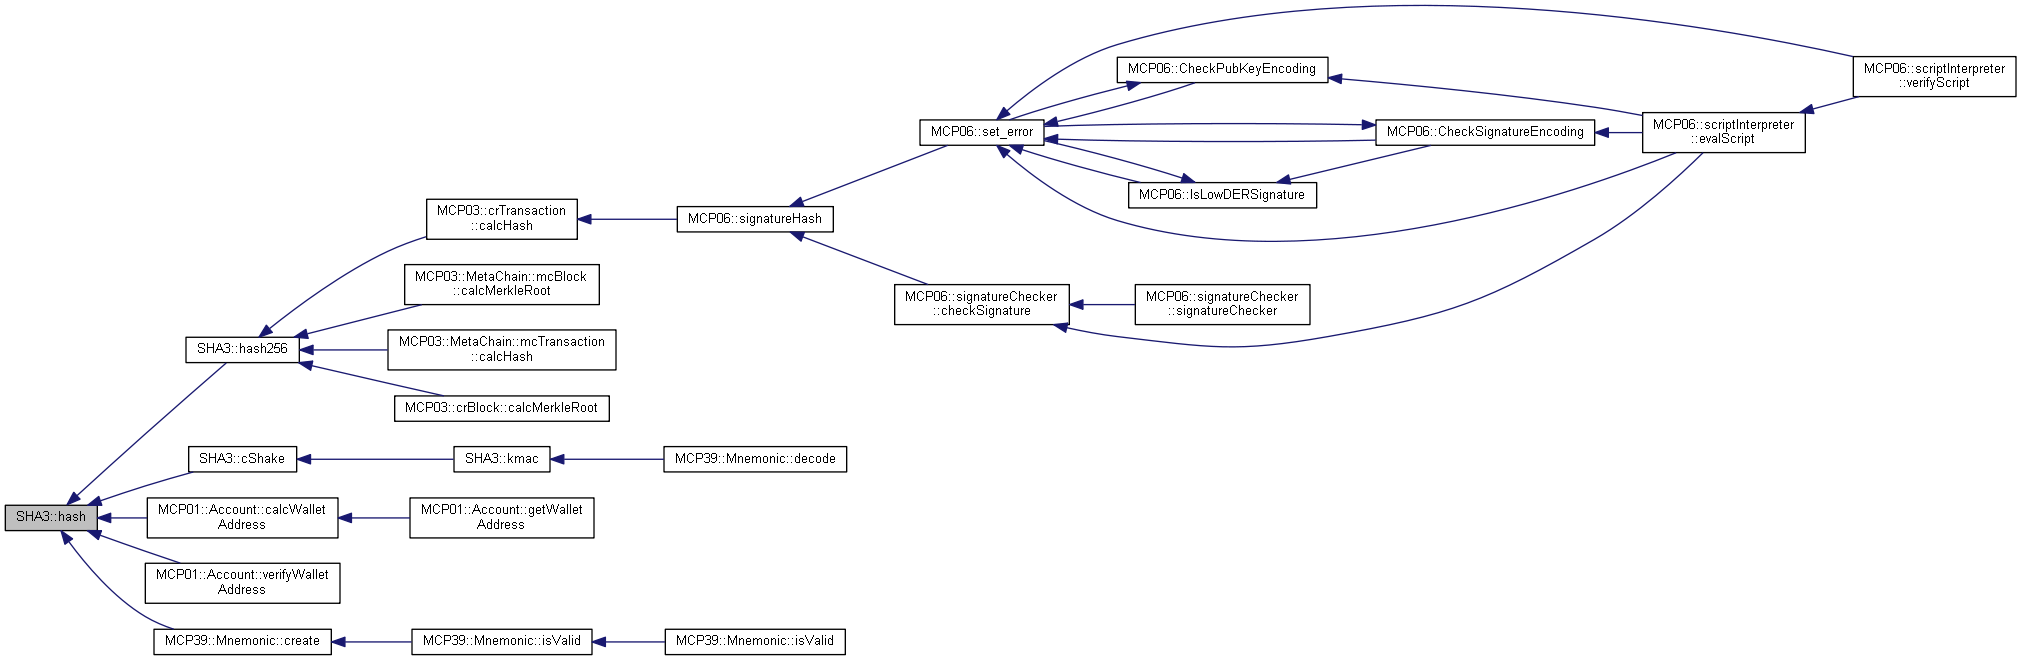 MCP06::CheckPubKeyEncoding
MCP06::scriptInterpreter
::verifyScript
MCP06::set_error
MCP06::CheckSignatureEncoding
MCP06::scriptInterpreter
::evalScript
MCP06::IsLowDERSignature
MCP03::crTransaction
::calcHash
MCP06::signatureHash
MCP03::MetaChain::mcBlock
::calcMerkleRoot
MCP06::signatureChecker
::checkSignature
MCP06::signatureChecker
::signatureChecker
SHA3::hash256
MCP03::MetaChain::mcTransaction
::calcHash
MCP03::crBlock::calcMerkleRoot
SHA3::cShake
SHA3::kmac
MCP39::Mnemonic::decode
SHA3::hash
MCP01::Account::calcWallet
Address
MCP01::Account::getWallet
Address
MCP01::Account::verifyWallet
Address
MCP39::Mnemonic::create
MCP39::Mnemonic::isValid
MCP39::Mnemonic::isValid